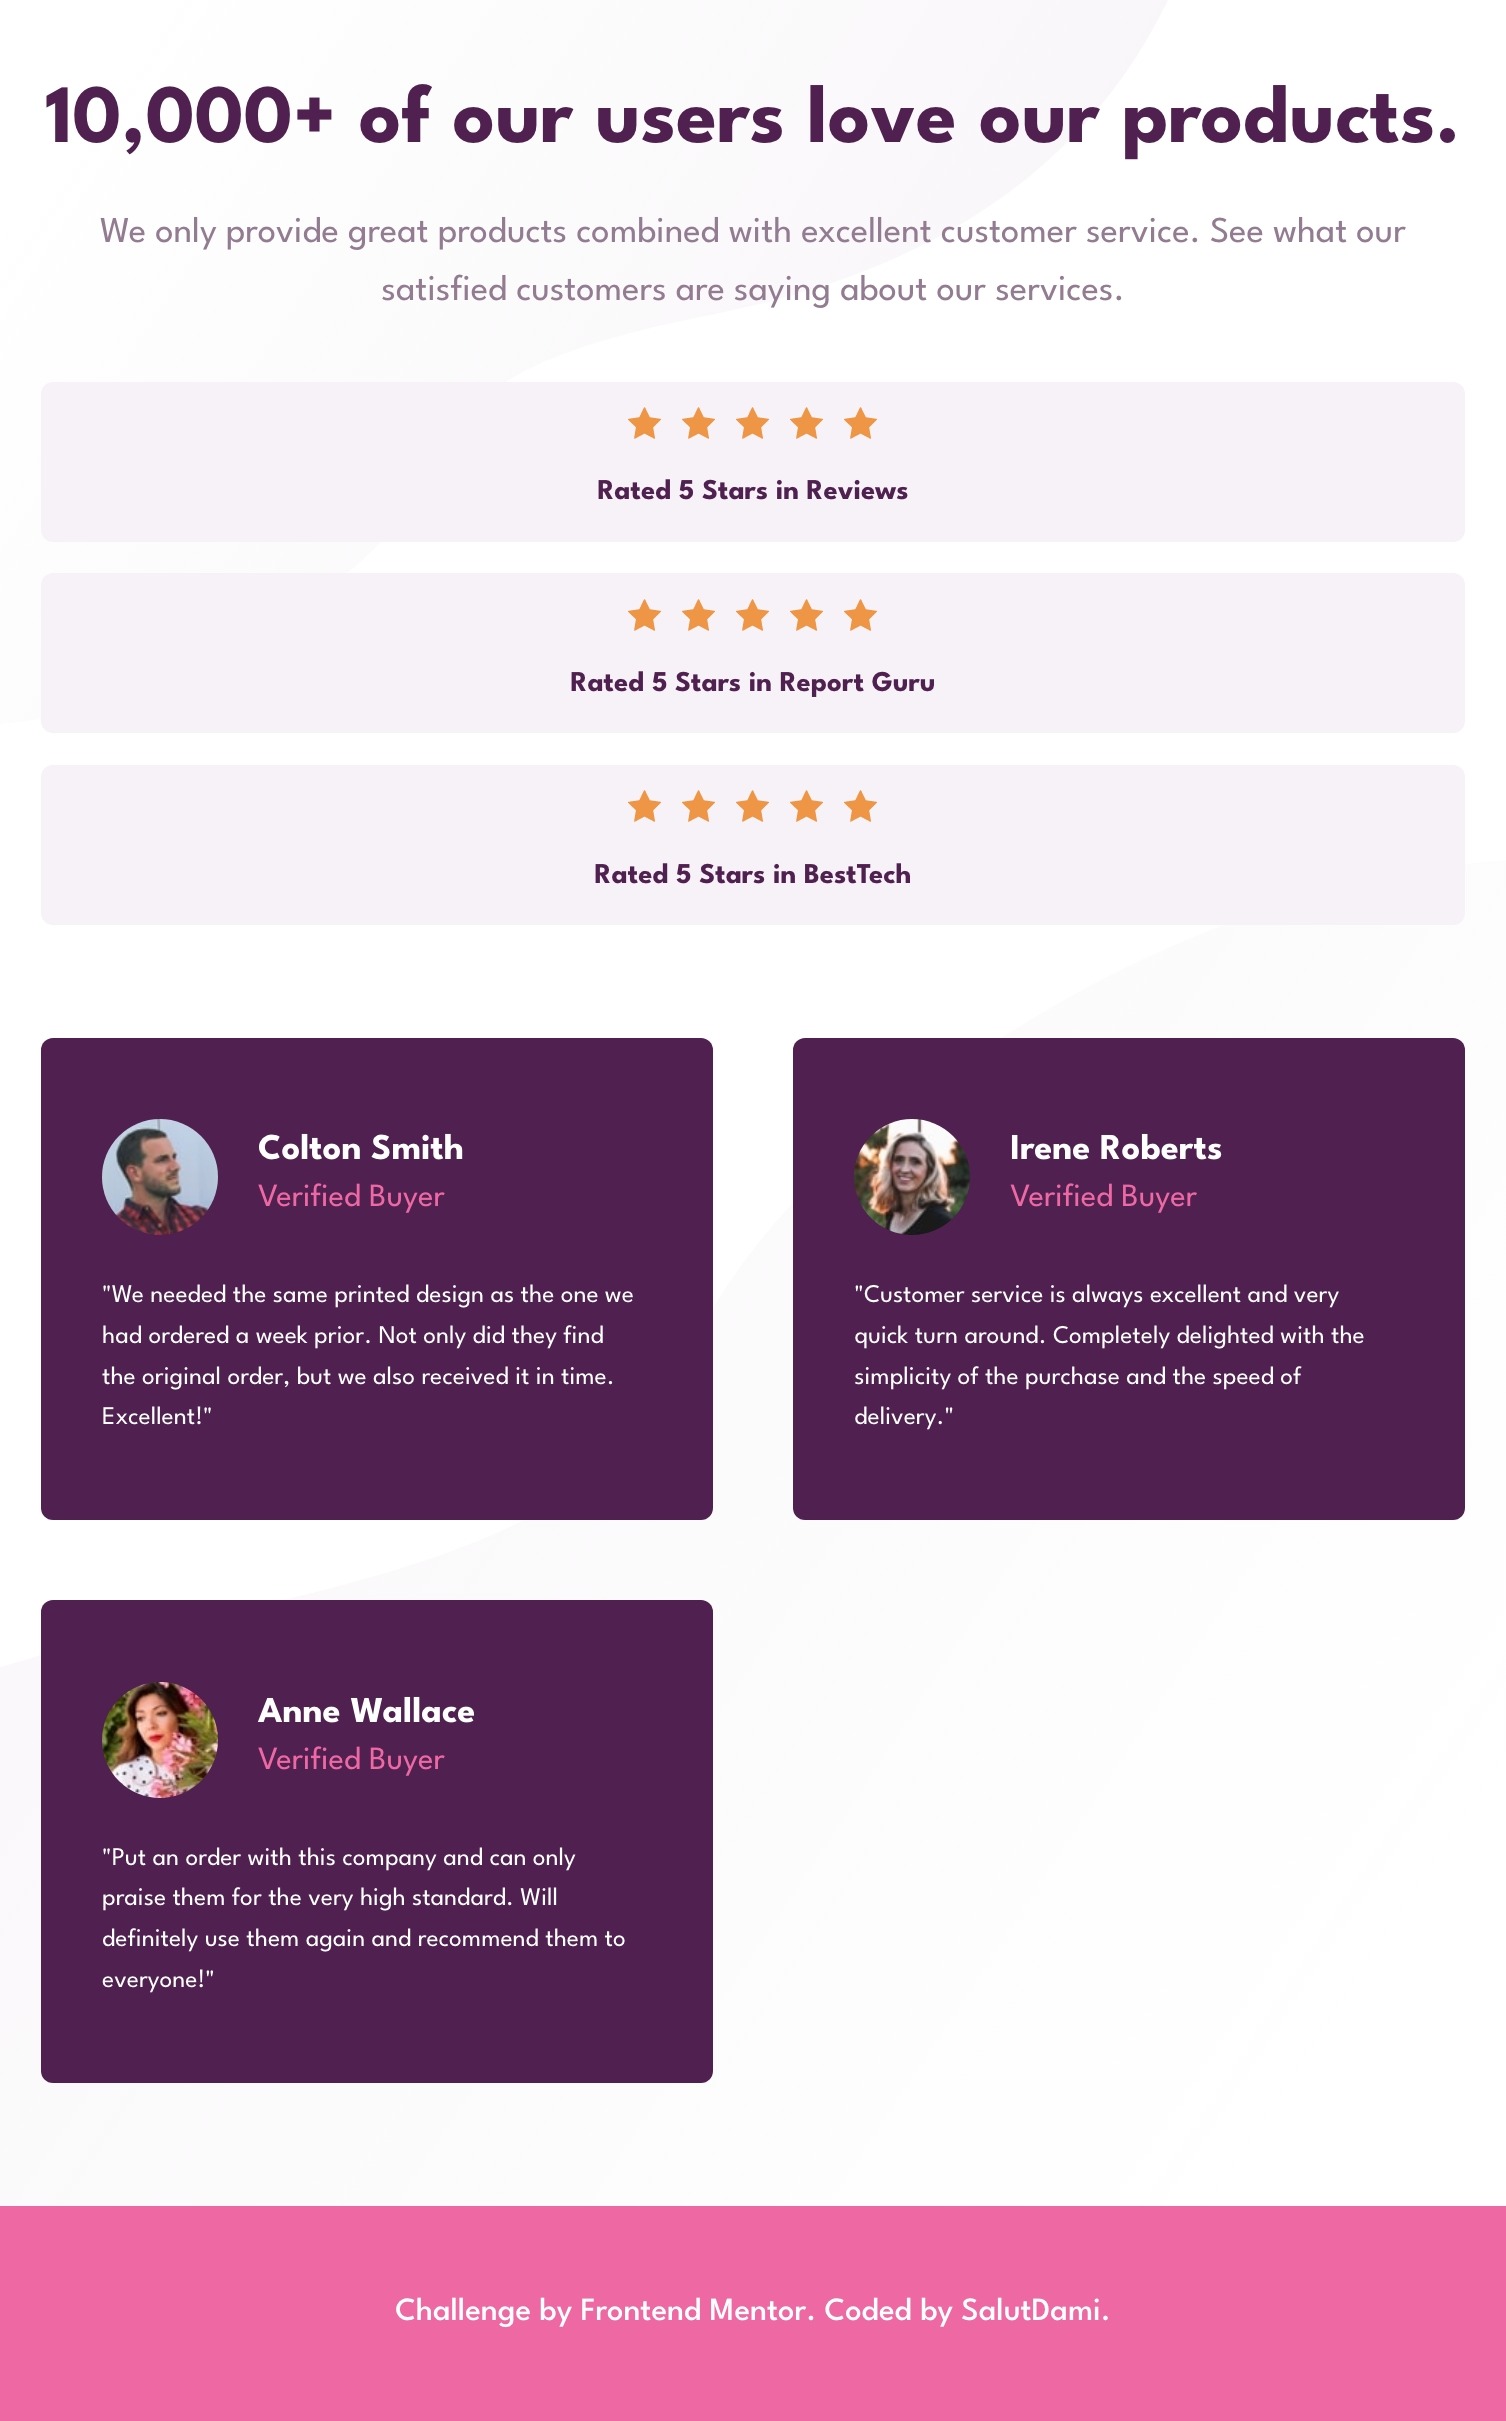 10,000+ of our users love our products.
We only provide great products combined with excellent customer service. See what our
satisfied customers are saying about our services.
Rated 5 Stars in Reviews
Rated 5 Stars in Report Guru
Rated 5 Stars in BestTech
Colton Smith
Verified Buyer
"We needed the same printed design as the one we
had ordered a week prior. Not only did they find
the original order, but we also received it in time.
Excellent!"
Irene Roberts
Verified Buyer
"Customer service is always excellent and very
quick turn around. Completely delighted with the
simplicity of the purchase and the speed of
delivery."
Anne Wallace
Verified Buyer
"Put an order with this company and can only
praise them for the very high standard. Will
definitely use them again and recommend them to
everyone!"
Challenge by Frontend Mentor. Coded by SalutDami.